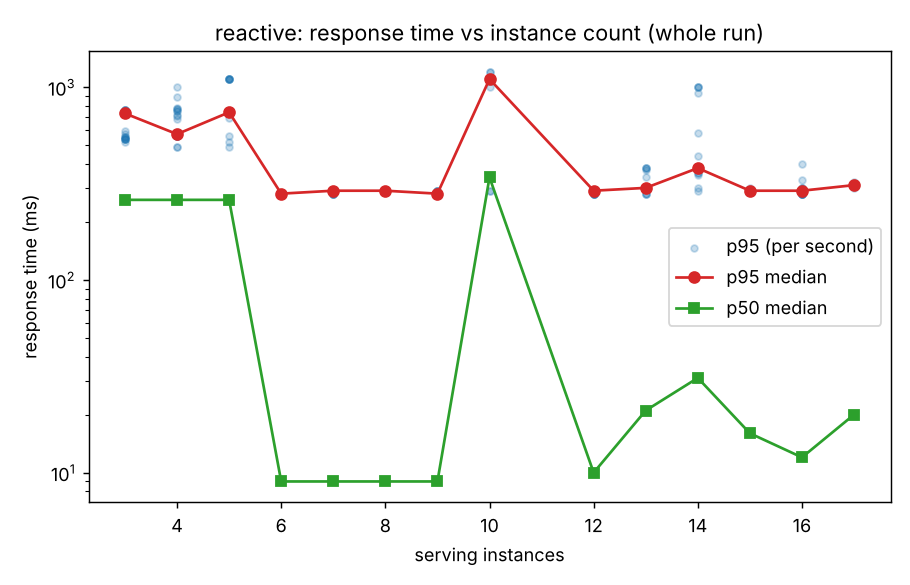 reactive: response time vs instance count (whole run)
response time (ms)
10³
10²
10¹
p95 (per second)
p95 median
p50 median
4 6 8 10 12 14 16
serving instances